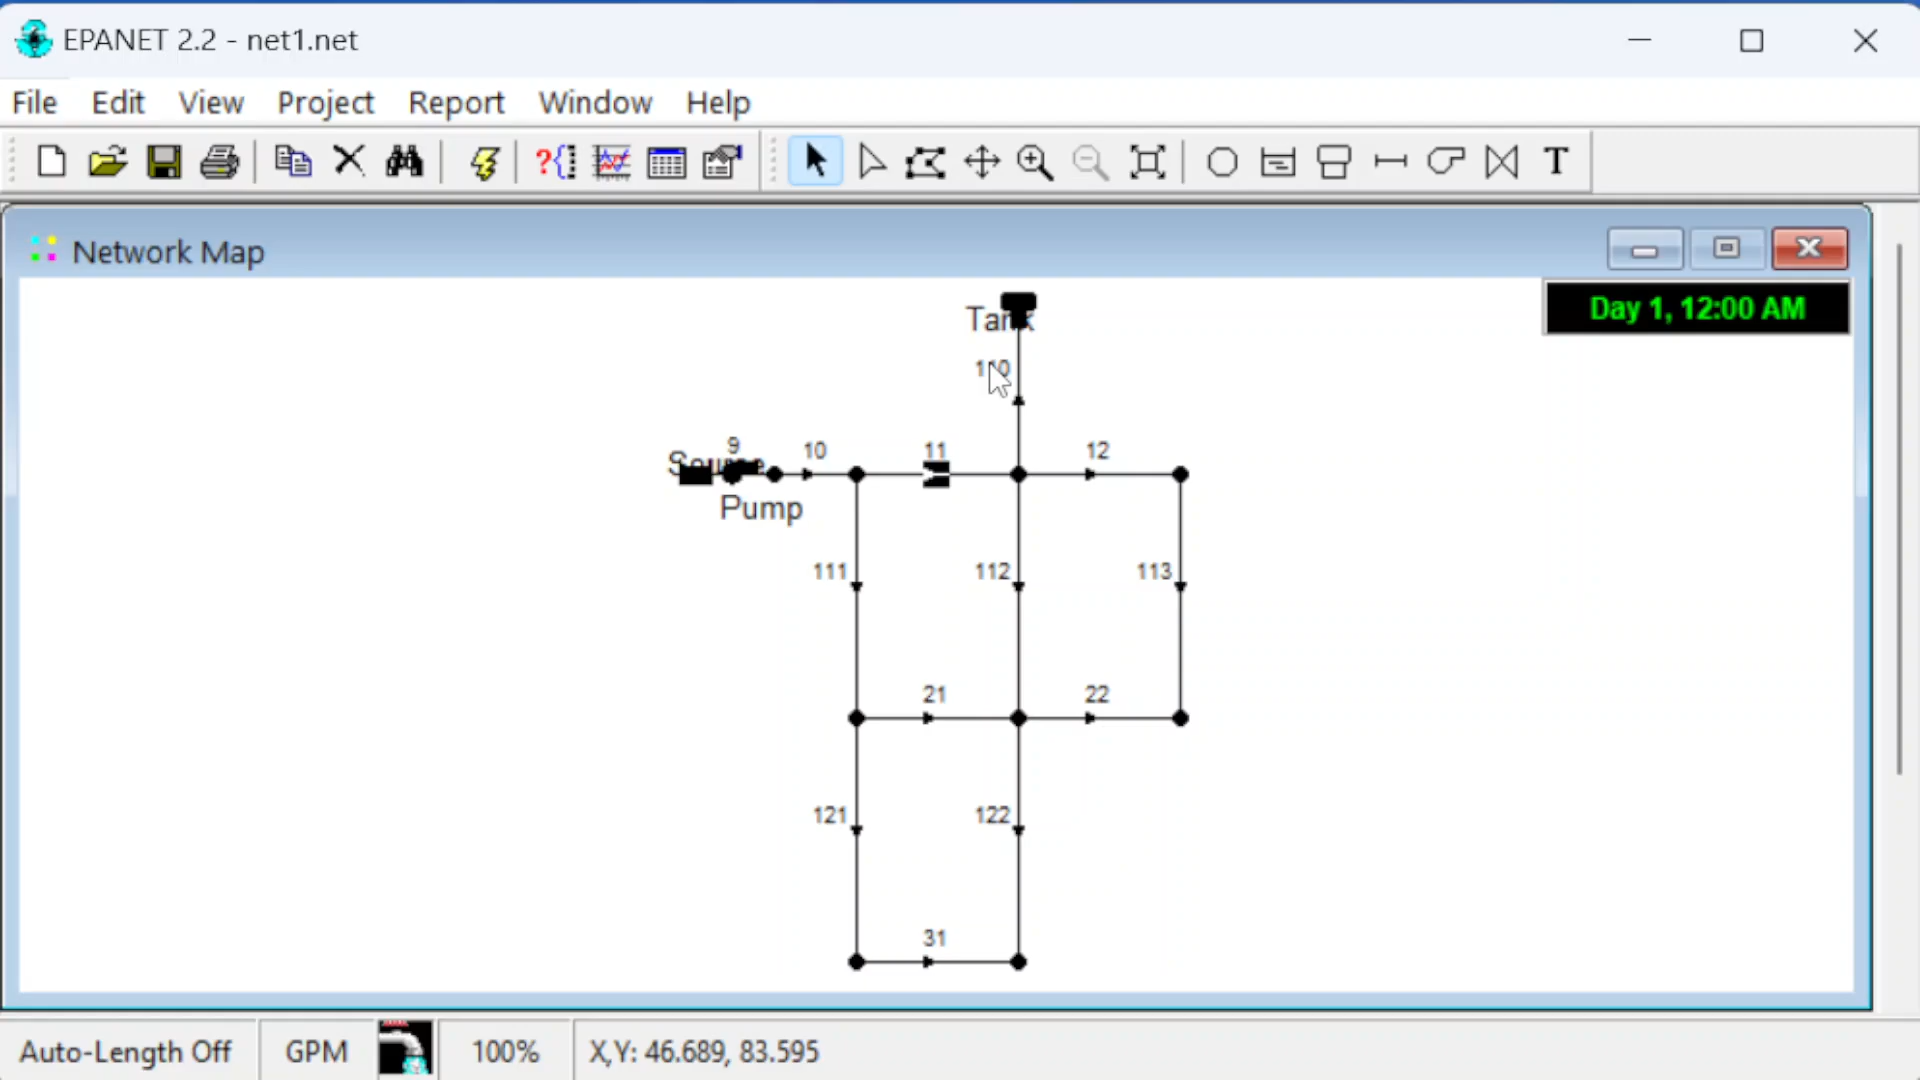 EPANET 2.2 - net1.net
File Edit View Project Report Window Help
Network Map
Day 1, 12:00 AM
Tank
110
9 10 11 12
Source
Pump
111 112 113
21 22
121 122
31
Auto-Length Off GPM 100% X,Y: 46.689, 83.595